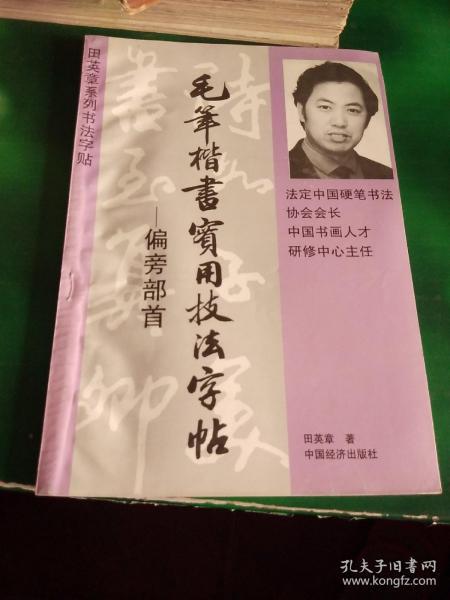 田英章系列书法字贴
毛笔楷書實用技法字帖
—偏旁部首
法定中国硬笔书法
协会会长
中国书画人才
研修中心主任
田英章 著
中国经济出版社
孔夫子旧书网
www.kongfz.com